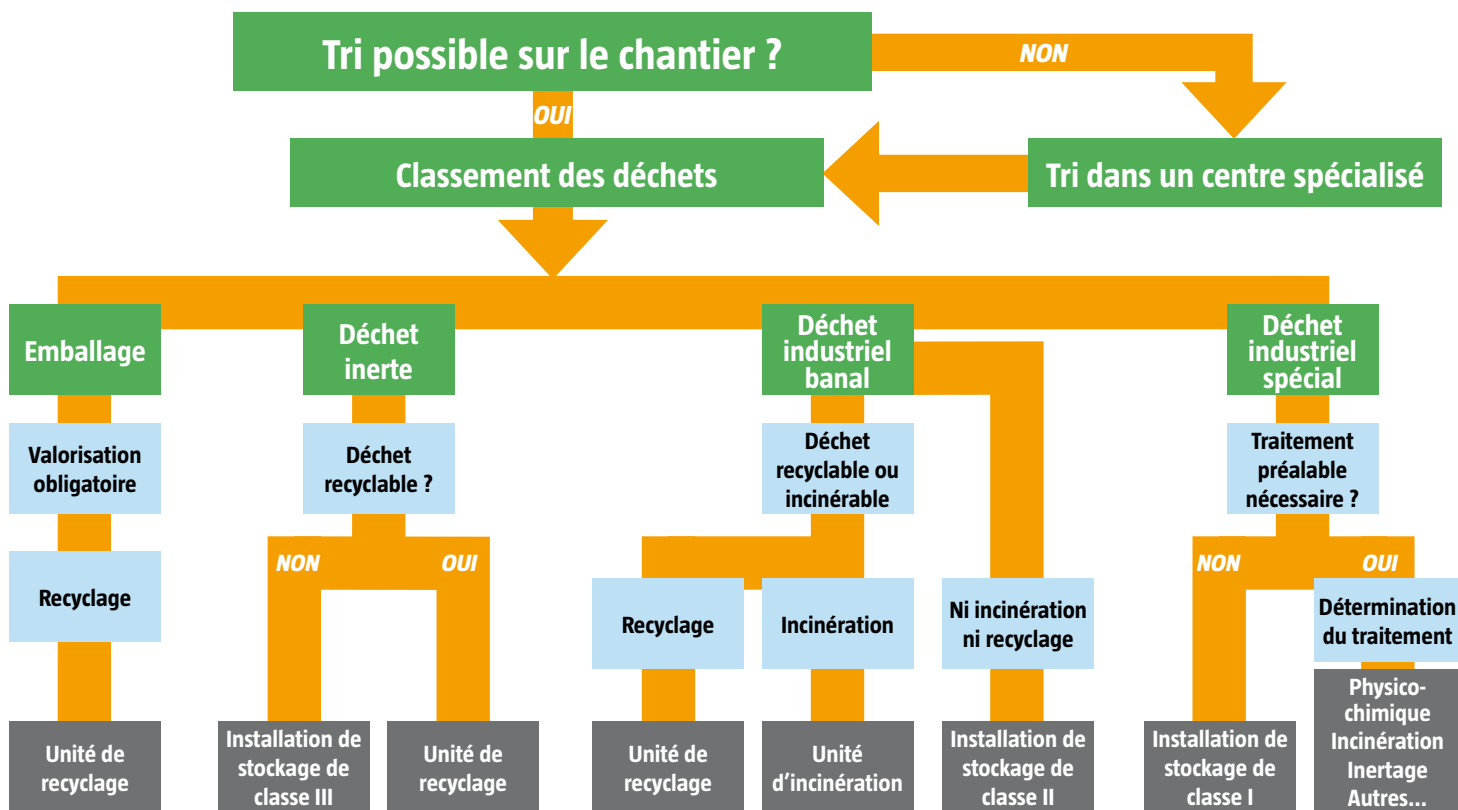 Tri possible sur le chantier ?
NON
OUI
Classement des déchets
Tri dans un centre spécialisé
Emballage
Déchet
inerte
Déchet
industriel
banal
Déchet
industriel
spécial
Valorisation
obligatoire
Déchet
recyclable ?
Déchet
recyclable ou
incinérable
Traitement
préalable
nécessaire ?
NON
OUI
NON
OUI
Recyclage
Recyclage
Incinération
Ni incinération
ni recyclage
Détermination
du traitement
Unité de
recyclage
Installation de
stockage de
classe III
Unité de
recyclage
Unité de
recyclage
Unité
d'incinération
Installation de
stockage de
classe II
Installation de
stockage de
classe I
Physico-
chimique
Incinération
Inertage
Autres...